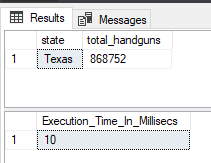 Results Messages
state total_handguns
1 Texas 868752
Execution_Time_In_Millisecs
1 10